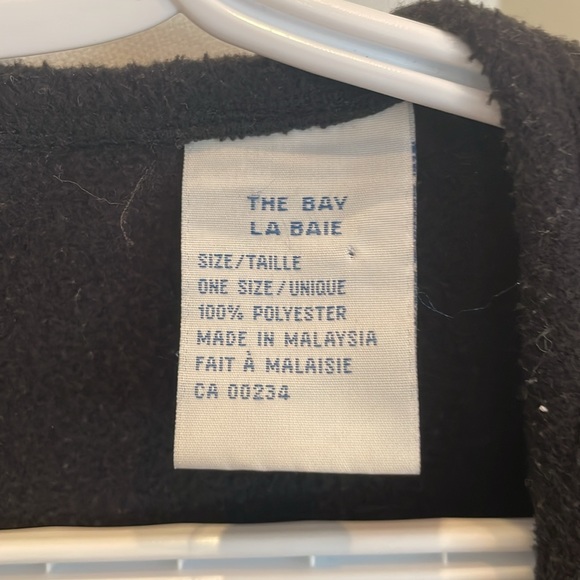 THE BAY
LA BAIE
SIZE/TAILLE
ONE SIZE/UNIQUE
100% POLYESTER
MADE IN MALAYSIA
FAIT À MALAISIE
CA 00234